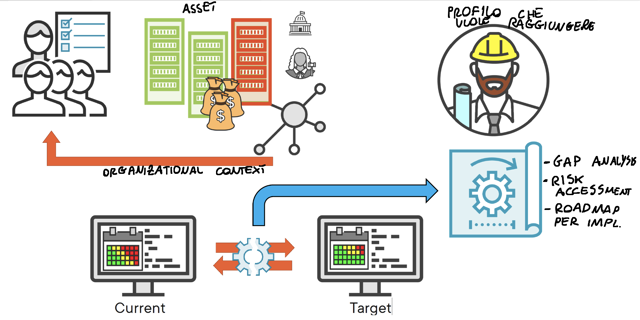 ASSET
PROFILO CHE
VUOLE RAGGIUNGERE
ORGANIZATIONAL CONTEXT
- GAP ANALYSIS
- RISK
ACCESSMENT
- ROADMAP
PER IMPL.
Current
Target